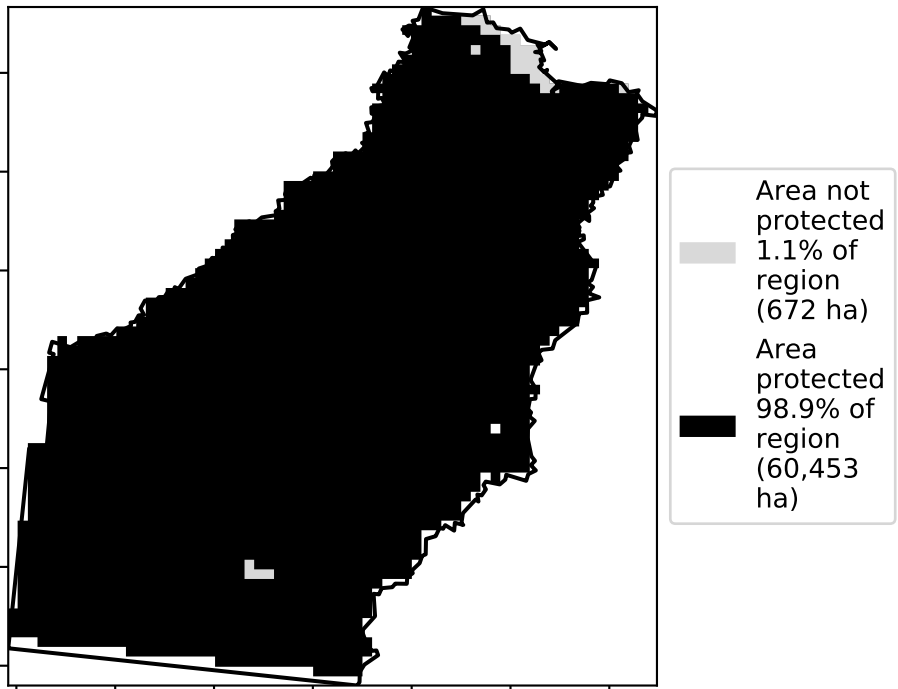 Area not
protected
1.1% of
region
(672 ha)
Area
protected
98.9% of
region
(60,453
ha)